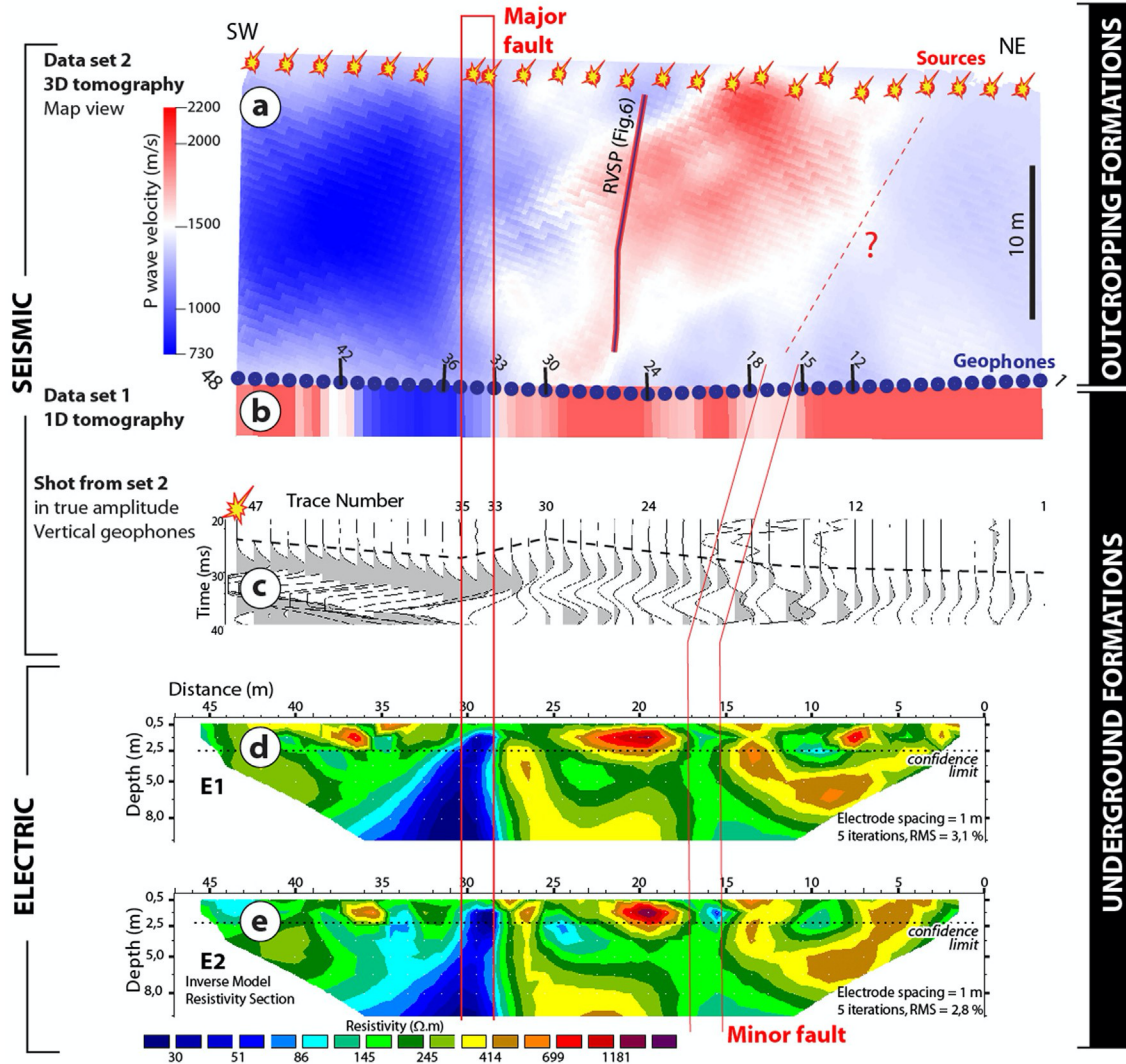 SW
Major
fault
NE
Data set 2
3D tomography
Map view
Sources
a
2200
2000
1500
1000
730
P wave velocity (m/s)
RVSP (Fig.6)
?
10 m
OUTCROPPING FORMATIONS
SEISMIC
48
42
36
33
30
24
18
15
12
1
Geophones
Data set 1
1D tomography
b
Shot from set 2
in true amplitude
Vertical geophones
47
Trace Number
35
33
30
24
12
1
20
30
40
Time (ms)
c
UNDERGROUND FORMATIONS
Distance (m)
45
40
35
30
25
20
15
10
5
0
0,5
2,5
5,0
8,0
Depth (m)
d
E1
confidence
limit
Electrode spacing = 1 m
5 iterations, RMS = 3,1 %
ELECTRIC
45
40
35
30
25
20
15
10
5
0
0,5
2,5
5,0
8,0
Depth (m)
e
E2
Inverse Model
Resistivity Section
confidence
limit
Electrode spacing = 1 m
5 iterations, RMS = 2,8 %
Resistivity (Ω.m)
30
51
86
145
245
414
699
1181
Minor fault